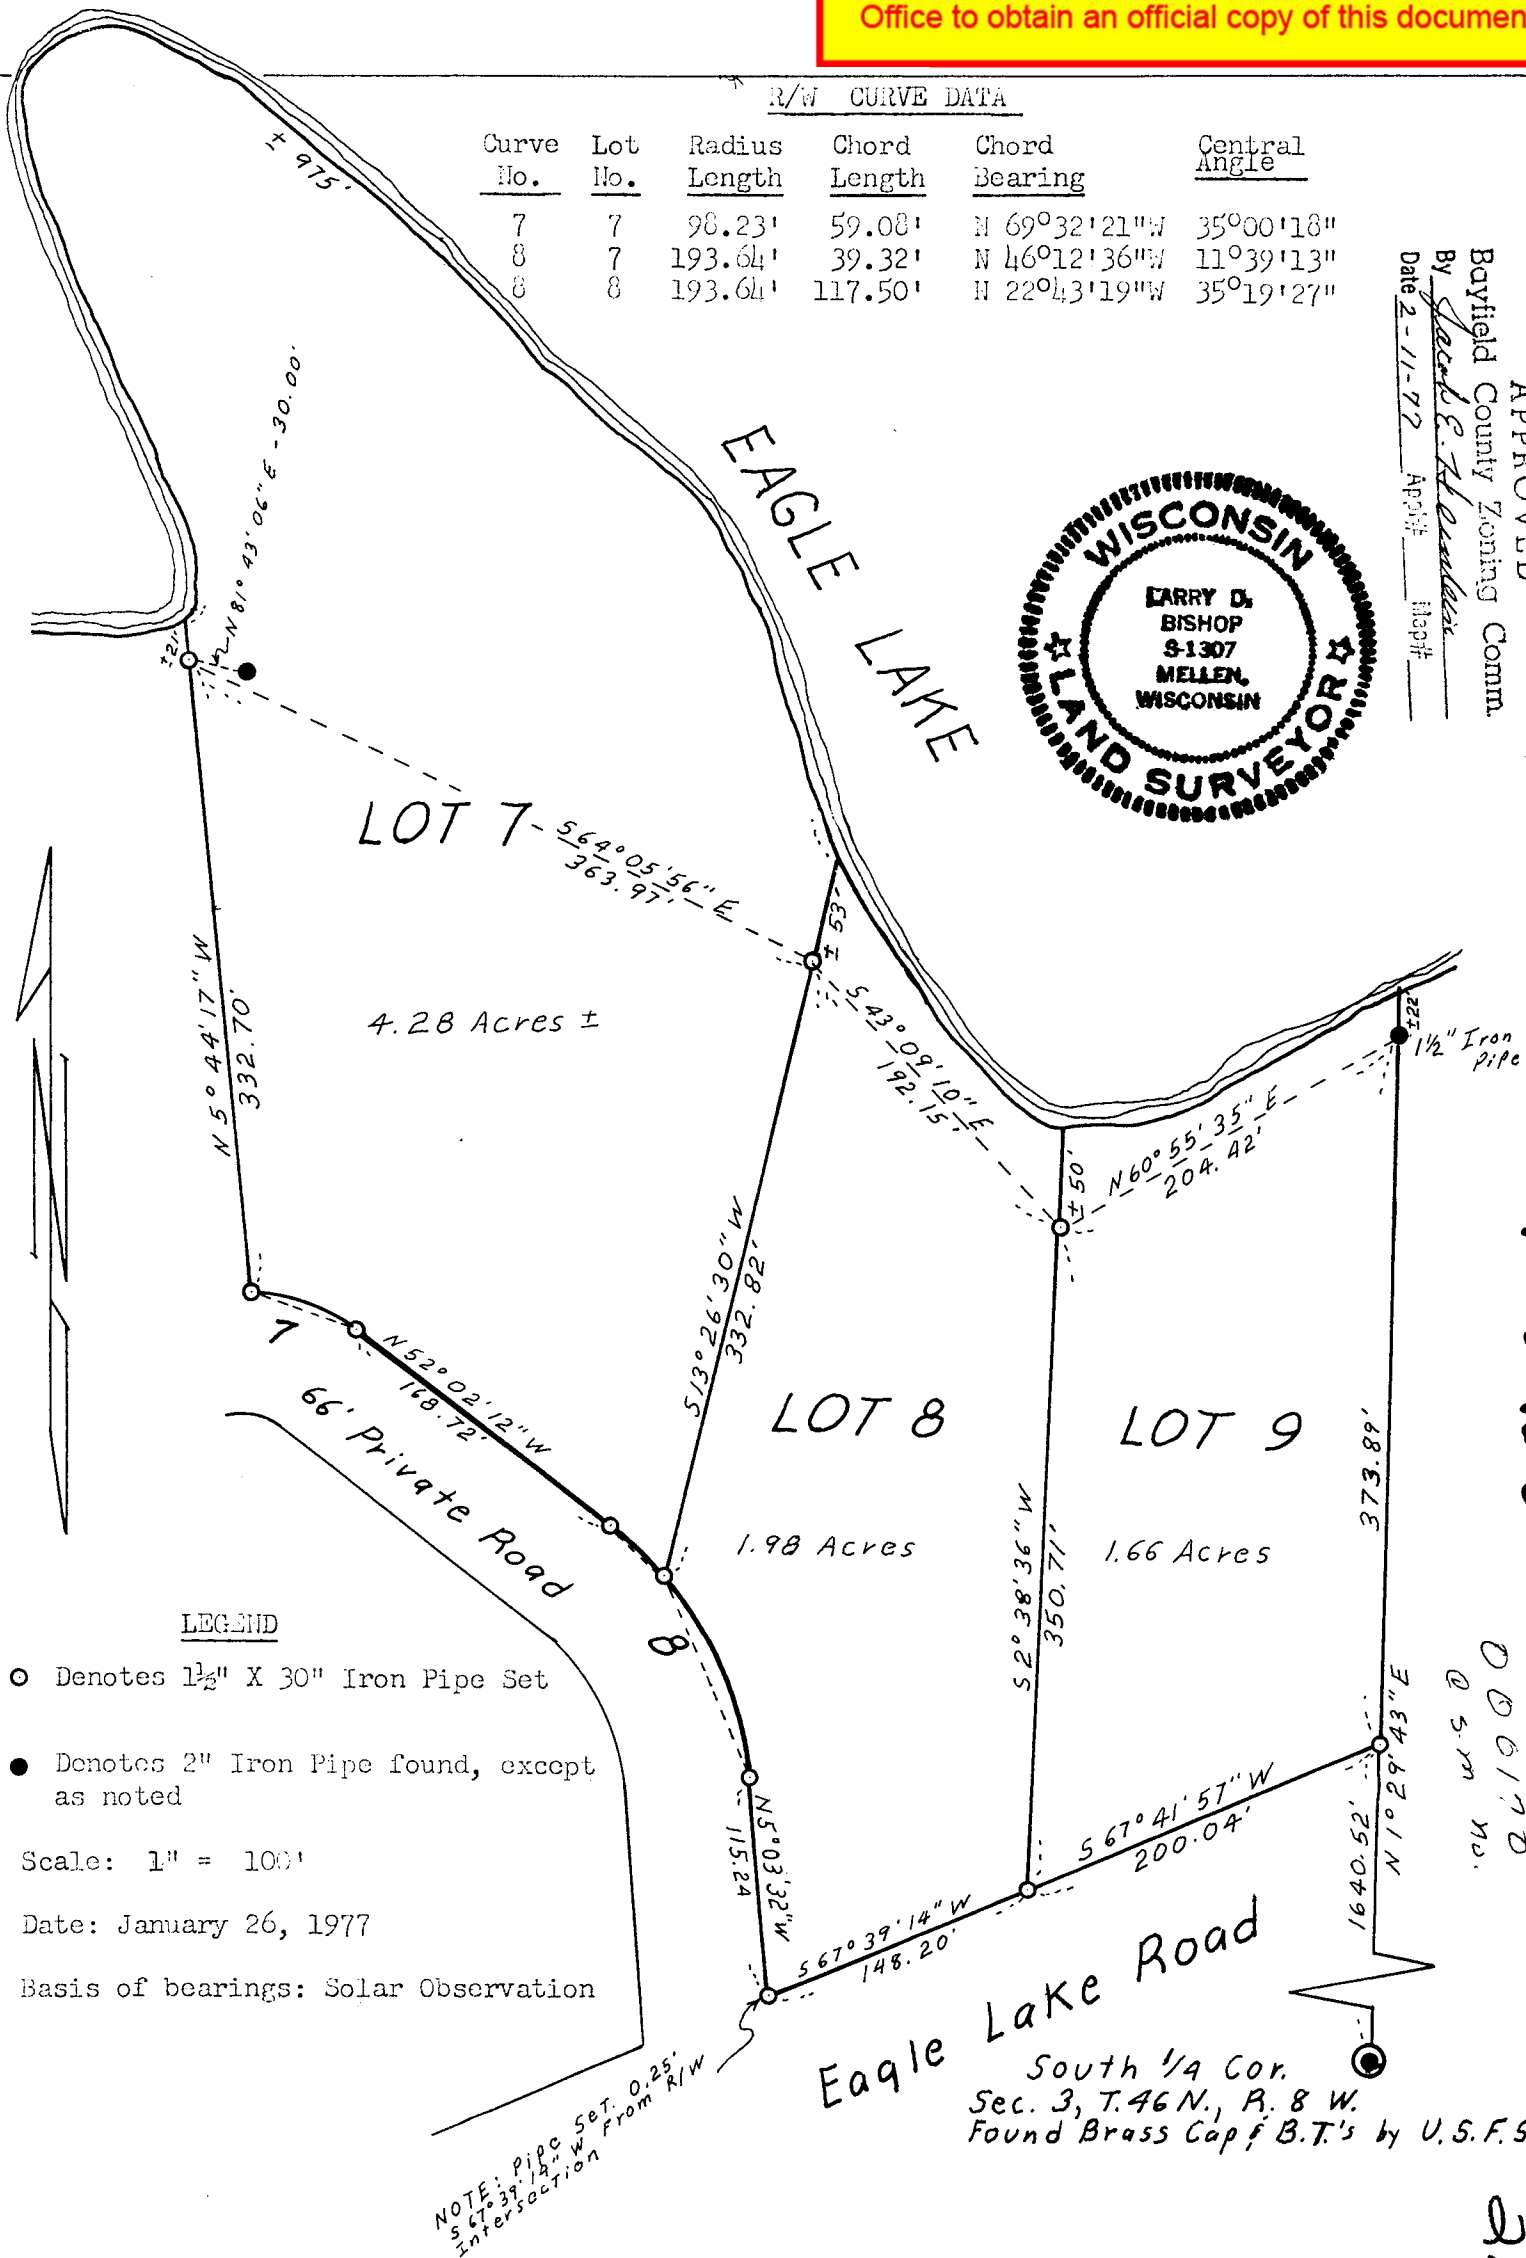 Office to obtain an official copy of this documen
R/W CURVE DATA
Curve No. Lot No. Radius Length Chord Length Chord Bearing Central Angle
7 7 98.23' 59.08' N 69°32'21"W 35°00'18"
8 7 193.64' 39.32' N 46°12'36"W 11°39'13"
8 8 193.64' 117.50' N 22°43'19"W 35°19'27"
APPROVED
Bayfield County Zoning Comm
By
Date 2-11-77 Appl# Map#
± 975'
N 81° 43' 06" E - 30.00'
± 21'
EAGLE LAKE
WISCONSIN
LARRY D.
BISHOP
S-1307
MELLEN,
WISCONSIN
LAND SURVEYOR
LOT 7
S 64° 05' 56" E
363.97'
± 53'
N 5° 44' 17" W
332.70'
4.28 Acres ±
S 43° 09' 10" E
192.15'
± 22'
1½" Iron
Pipe
N 60° 55' 35" E
204.42'
± 50'
S 13° 26' 30" W
332.82'
7
N 52° 02' 12" W
168.72'
66' Private Road
LOT 8
LOT 9
1.98 Acres
1.66 Acres
S 2° 38' 36" W
350.71'
373.89'
8
LEGEND
Denotes 1½" X 30" Iron Pipe Set
Denotes 2" Iron Pipe found, except
as noted
Scale: 1" = 100'
Date: January 26, 1977
Basis of bearings: Solar Observation
N 5° 03' 32" W
115.24
S 67° 41' 57" W
200.04'
S 67° 39' 14" W
148.20'
N 1° 29' 43" E
1640.52'
Eagle Lake Road
South 1/4 Cor.
Sec. 3, T. 46 N., R. 8 W.
Found Brass Cap & B.T.'s by U.S.F.S
NOTE: Pipe Set 0.25'
S 67° 39' 14" W From R/W
Intersection